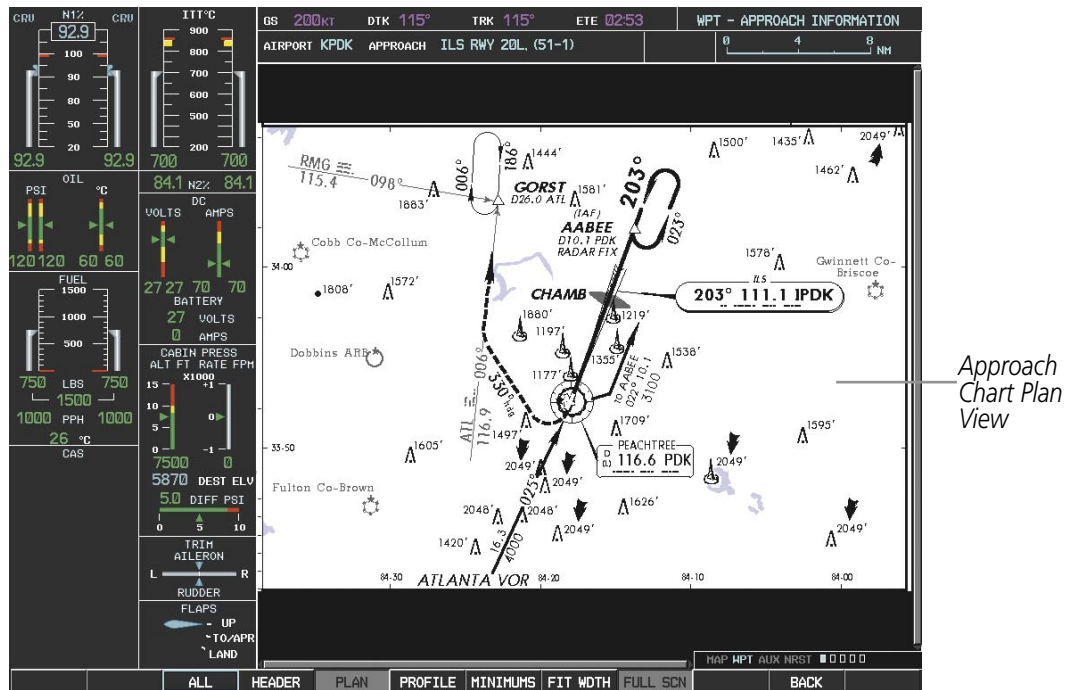 CRU N1% CRU
92.9
100
90
80
50
20
92.9 92.9
ITT°C
900
800
700
600
500
200
700 700
84.1 N2% 84.1
OIL
PSI °C
120 120 60 60
DC
VOLTS AMPS
27 27 70 70
BATTERY
27 VOLTS
0 AMPS
FUEL
1500
1000
500
750 LBS 750
1500
1000 PPH 1000
26 °C
CAS
CABIN PRESS
ALT FT RATE FPM
X1000
15 +1
10
5 0
0 -1
7500 0
5870 DEST ELV
5.0 DIFF PSI
0 5 10
TRIM
AILERON
L R
RUDDER
FLAPS
UP
TO/APR
LAND
GS 200KT DTK 115° TRK 115° ETE 02:53
WPT - APPROACH INFORMATION
AIRPORT KPDK APPROACH ILS RWY 20L, (51-1)
0 4 8 NM
RMG
115.4 098°
006° 186°
1444'
1883'
GORST
D26.0 ATL
1581'
(IAF)
AABEE
D10.1 PDK
RADAR FIX
203°
023°
1500' 1435' 2049'
1462'
Cobb Co-McCollum
34-00
1808' 1572'
CHAMB
1578'
Gwinnett Co-
Briscoe
ILS
203° 111.1 IPDK
1880'
1197'
1219'
1355'
1177'
1538'
Dobbins ARB
330° hdg
TO AABEE
022° 10.1
3100
006°
ATL
116.9
1497'
1709'
1595'
PEACHTREE
D
(L) 116.6 PDK
33-50
1605'
2049'
2049'
2049'
025°
Fulton Co-Brown
2048' 2048'
1626'
2049'
2049'
1420'
16.3
4000
84-30 84-20 84-10 84-00
ATLANTA VOR
Approach
Chart Plan
View
MAP WPT AUX NRST
ALL HEADER PLAN PROFILE MINIMUMS FIT WDTH FULL SCN BACK